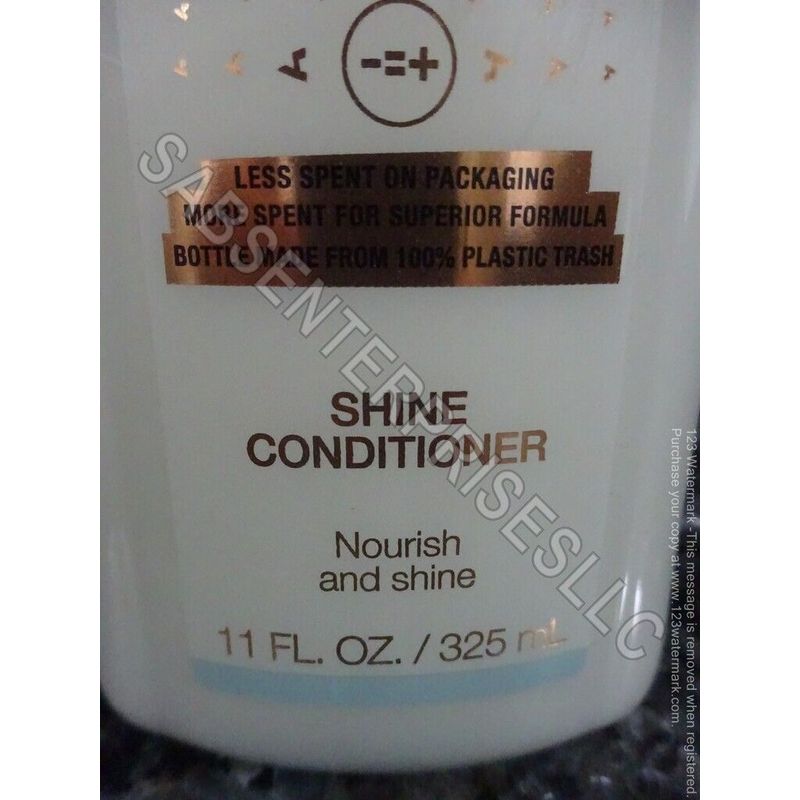 -=+
LESS SPENT ON PACKAGING
MORE SPENT FOR SUPERIOR FORMULA
BOTTLE MADE FROM 100% PLASTIC TRASH
SHINE
CONDITIONER
Nourish
and shine
11 FL. OZ. / 325 mL
SABSENTERPRISESLLC
123-Watermark -This message is removed when registered.
Purchase your copy at www.123watermark.com.